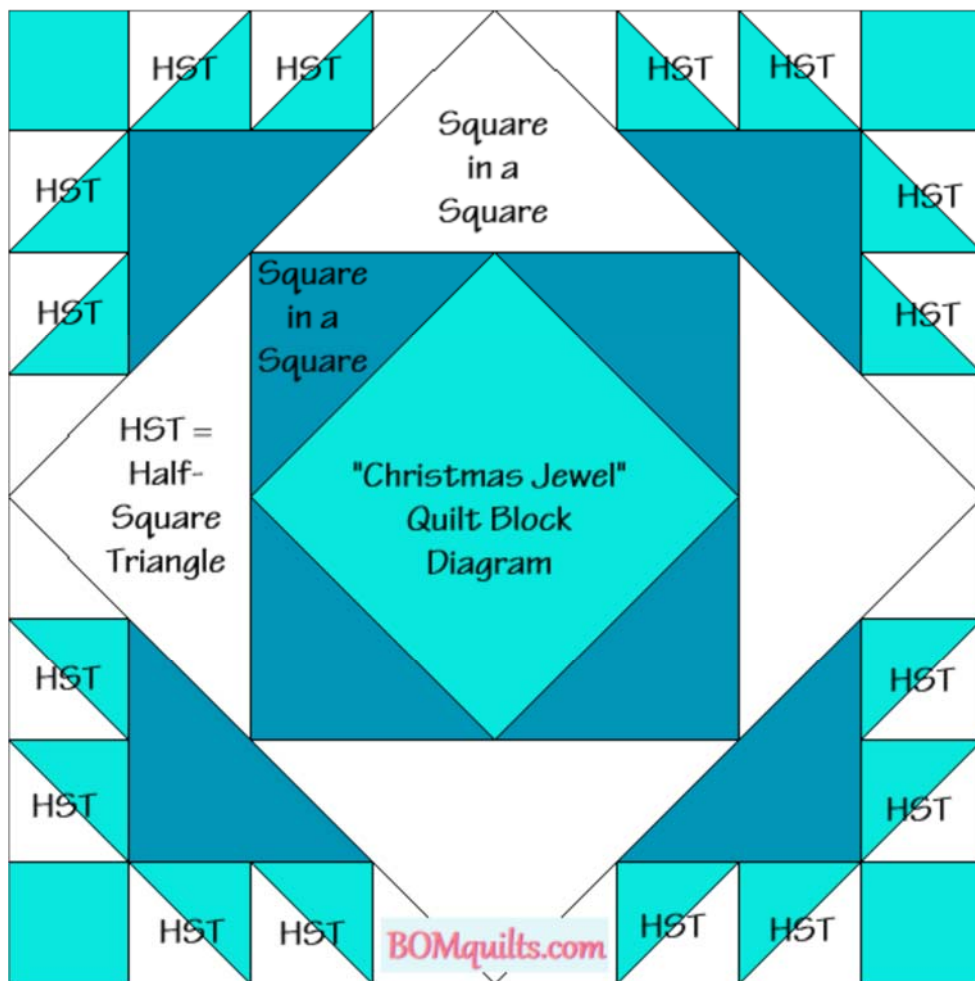 HST HST HST HST
Square
in a
Square
HST HST
Square
in a
Square
HST HST
HST =
Half-
Square
Triangle
"Christmas Jewel"
Quilt Block
Diagram
HST HST
HST HST
HST HST HST HST
BOMquilts.com